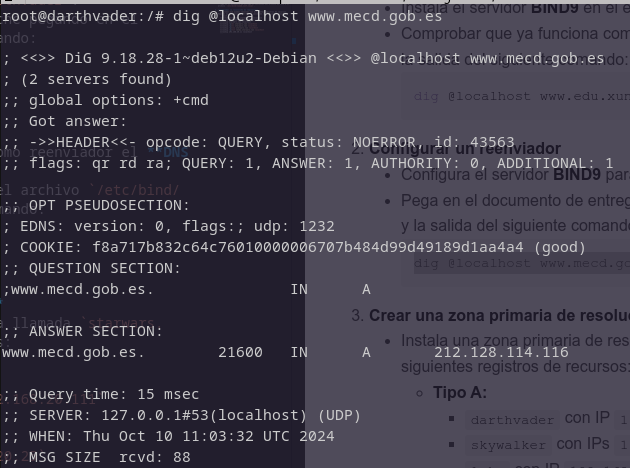 root@darthvader:/# dig @localhost www.mecd.gob.es
; <<>> DiG 9.18.28-1~deb12u2-Debian <<>> @localhost www.mecd.gob.es
; (2 servers found)
;; global options: +cmd
;; Got answer:
;; ->>HEADER<<- opcode: QUERY, status: NOERROR, id: 43563
;; flags: qr rd ra; QUERY: 1, ANSWER: 1, AUTHORITY: 0, ADDITIONAL: 1
;; OPT PSEUDOSECTION:
; EDNS: version: 0, flags:; udp: 1232
; COOKIE: f8a717b832c64c76010000006707b484d99d49189d1aa4a4 (good)
;; QUESTION SECTION:
;www.mecd.gob.es. IN A
;; ANSWER SECTION:
www.mecd.gob.es. 21600 IN A 212.128.114.116
;; Query time: 15 msec
;; SERVER: 127.0.0.1#53(localhost) (UDP)
;; WHEN: Thu Oct 10 11:03:32 UTC 2024
;; MSG SIZE rcvd: 88
el servidor BIND9 en el
Comprobar que ya funciona com
dig @localhost www.edu.xun
2. Configurar un reenviador
Configura el servidor BIND9 par
Pega en el documento de entreg
y la salida del siguiente comando
dig @localhost www.mecd.go
3. Crear una zona primaria de resoluc
Instala una zona primaria de res
siguientes registros de recursos:
Tipo A:
darthvader con IP 1
skywalker con IPs 1
el archivo `/etc/bind/